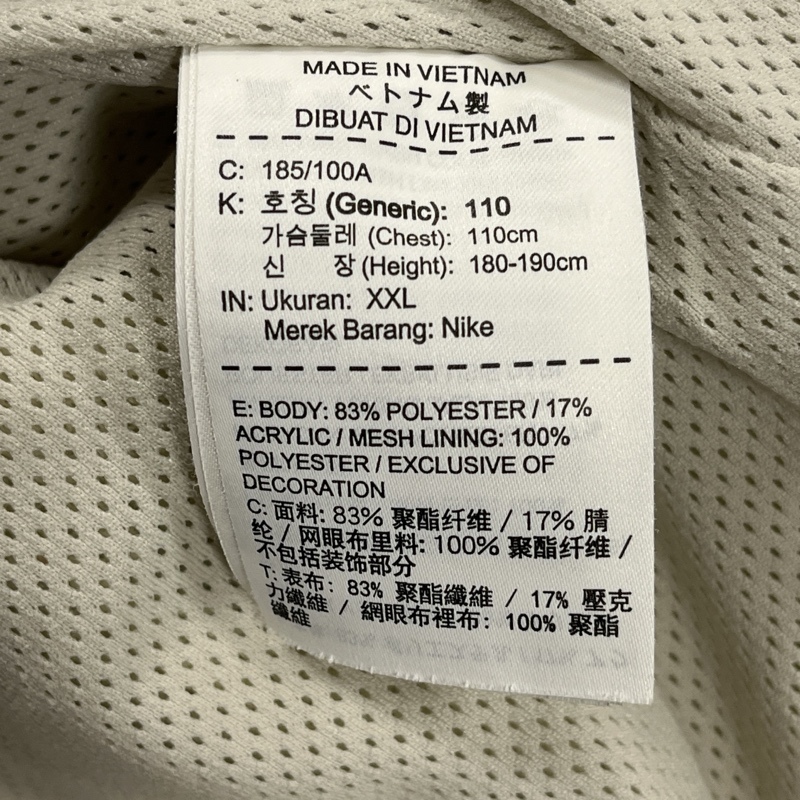 MADE IN VIETNAM
ベトナム製
DIBUAT DI VIETNAM
C: 185/100A
K: 호칭 (Generic): 110
가슴둘레 (Chest): 110cm
신 장 (Height): 180-190cm
IN: Ukuran: XXL
Merek Barang: Nike
E: BODY: 83% POLYESTER / 17%
ACRYLIC / MESH LINING: 100%
POLYESTER / EXCLUSIVE OF
DECORATION
C: 面料: 83% 聚酯纤维 / 17% 腈
纶 / 网眼布里料: 100% 聚酯纤维 /
不包括装饰部分
T: 表布: 83% 聚酯纖維 / 17% 壓克
力纖維 / 網眼布裡布: 100% 聚酯
纖維